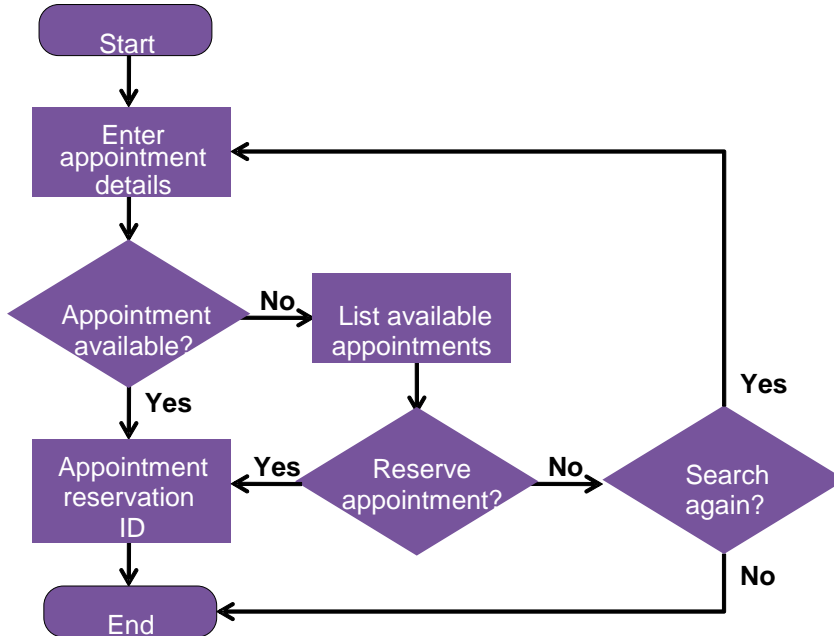 Start
Enter
appointment
details
Appointment
available?
No
List available
appointments
Yes
Appointment
reservation
ID
Yes
Reserve
appointment?
No
Search
again?
Yes
No
End